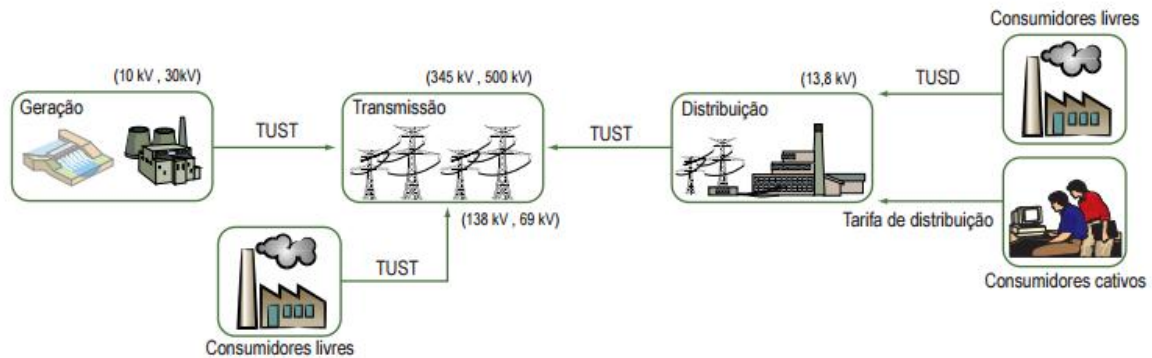 Consumidores livres
(10 kV , 30kV)
(345 kV , 500 kV)
(13,8 kV)
TUSD
Geração
Transmissão
Distribuição
TUST
TUST
(138 kV , 69 kV)
Tarifa de distribuição
TUST
Consumidores cativos
Consumidores livres